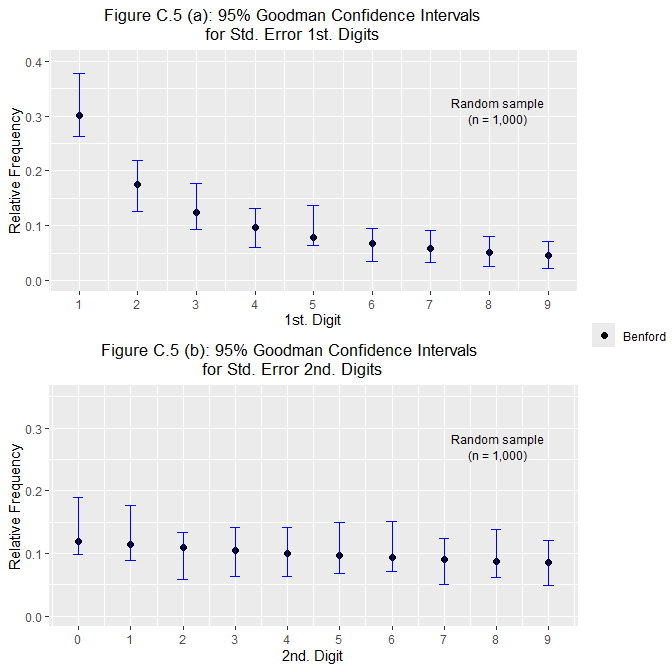 Figure C.5 (a): 95% Goodman Confidence Intervals
for Std. Error 1st. Digits
Relative Frequency
0.4
0.3
0.2
0.1
0.0
Random sample
(n = 1,000)
1 2 3 4 5 6 7 8 9
1st. Digit
Benford
Figure C.5 (b): 95% Goodman Confidence Intervals
for Std. Error 2nd. Digits
Relative Frequency
0.3
0.2
0.1
0.0
Random sample
(n = 1,000)
0 1 2 3 4 5 6 7 8 9
2nd. Digit